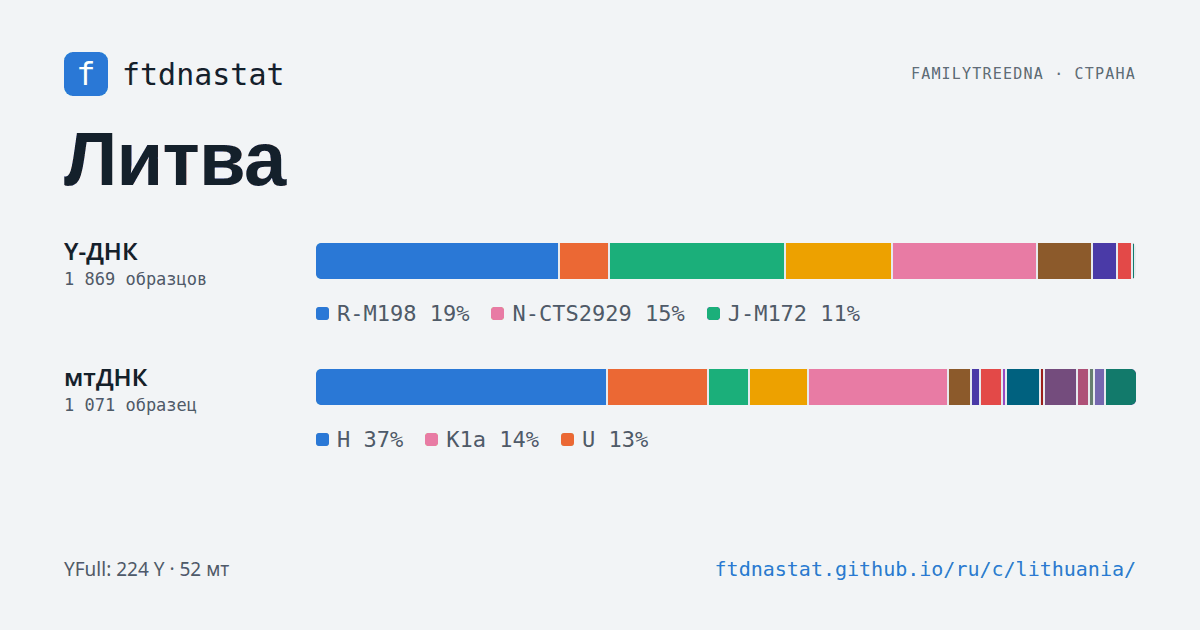 f ftdnastat
FAMILYTREEDNA · СТРАНА
Литва
Y-ДНК
1 869 образцов
R-M198 19% N-CTS2929 15% J-M172 11%
мтДНК
1 071 образец
H 37% K1a 14% U 13%
YFull: 224 Y · 52 мт
ftdnastat.github.io/ru/c/lithuania/